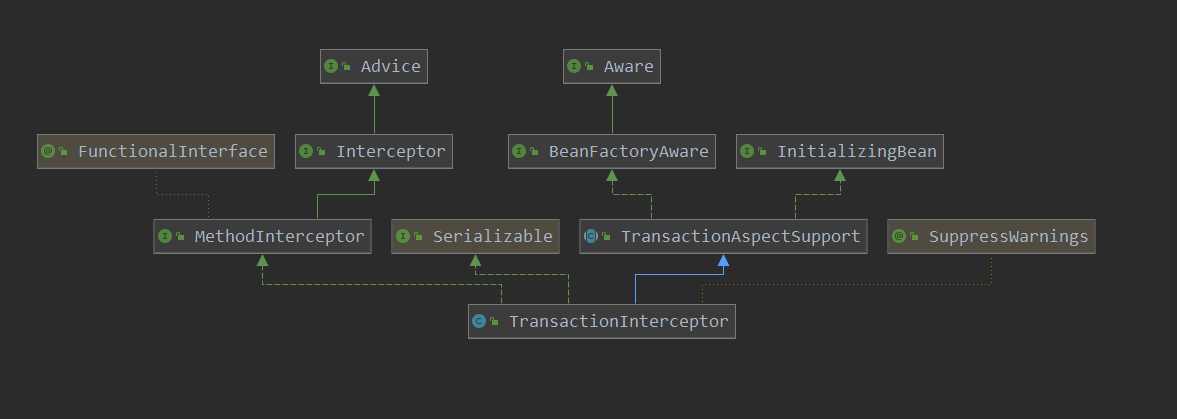 Advice
Aware
FunctionalInterface
Interceptor
BeanFactoryAware
InitializingBean
MethodInterceptor
Serializable
TransactionAspectSupport
SuppressWarnings
TransactionInterceptor